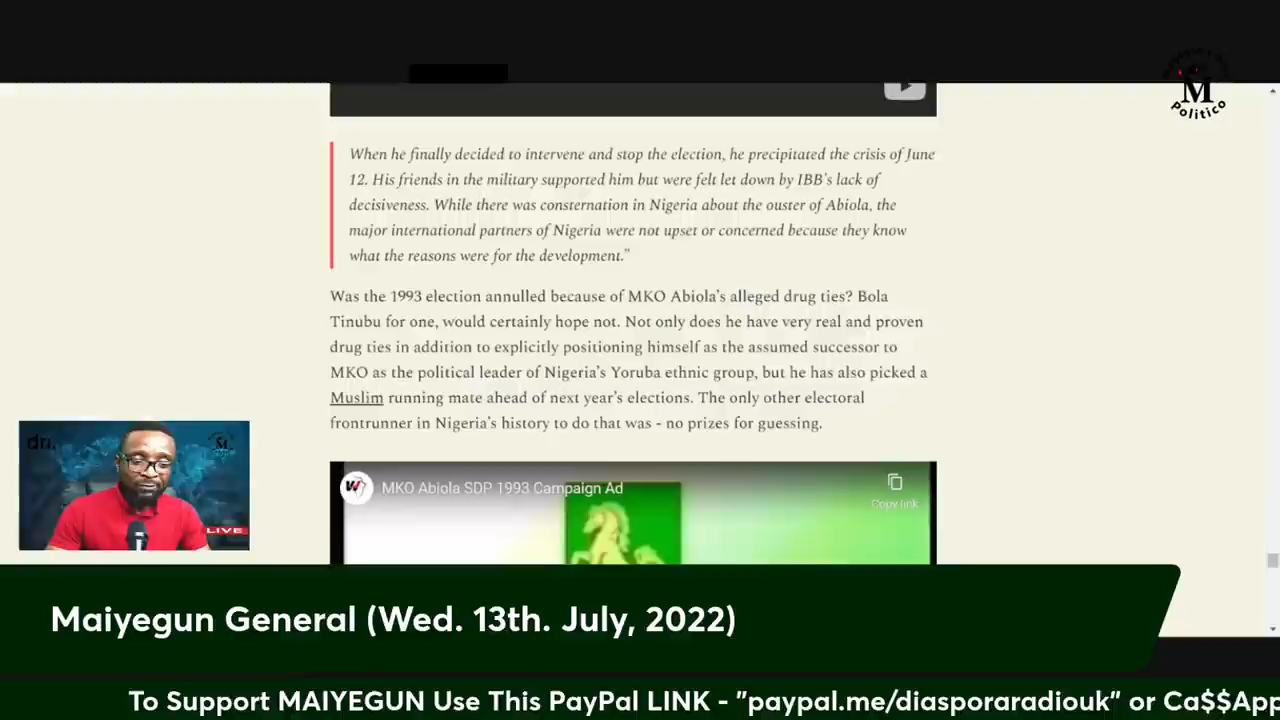 M
Politico
When he finally decided to intervene and stop the election, he precipitated the crisis of June
12. His friends in the military supported him but were felt let down by IBB's lack of
decisiveness. While there was consternation in Nigeria about the ouster of Abiola, the
major international partners of Nigeria were not upset or concerned because they know
what the reasons were for the development."
Was the 1993 election annulled because of MKO Abiola's alleged drug ties? Bola
Tinubu for one, would certainly hope not. Not only does he have very real and proven
drug ties in addition to explicitly positioning himself as the assumed successor to
MKO as the political leader of Nigeria's Yoruba ethnic group, but he has also picked a
Muslim running mate ahead of next year's elections. The only other electoral
frontrunner in Nigeria's history to do that was - no prizes for guessing.
dri.
M
LIVE
W
MKO Abiola SDP 1993 Campaign Ad
Copy link
Maiyegun General (Wed. 13th. July, 2022)
To Support MAIYEGUN Use This PayPal LINK - "paypal.me/diasporaradiouk" or Ca$$App